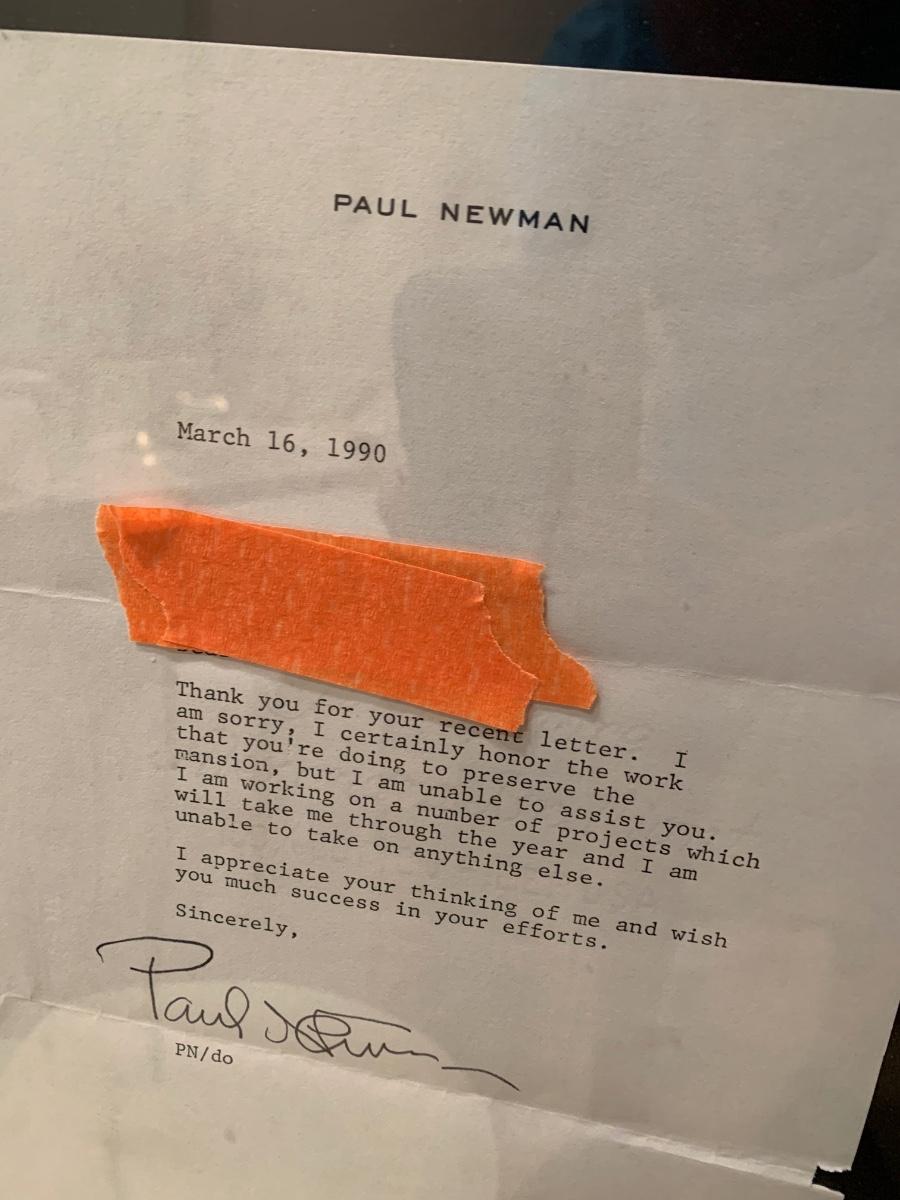 PAUL NEWMAN
March 16, 1990
Thank you for your recent letter. I
am sorry, I certainly honor the work
that you're doing to preserve the
mansion, but I am unable to assist you.
I am working on a number of projects which
will take me through the year and I am
unable to take on anything else.
I appreciate your thinking of me and wish
you much success in your efforts.
Sincerely,
Paul Newman
PN/do